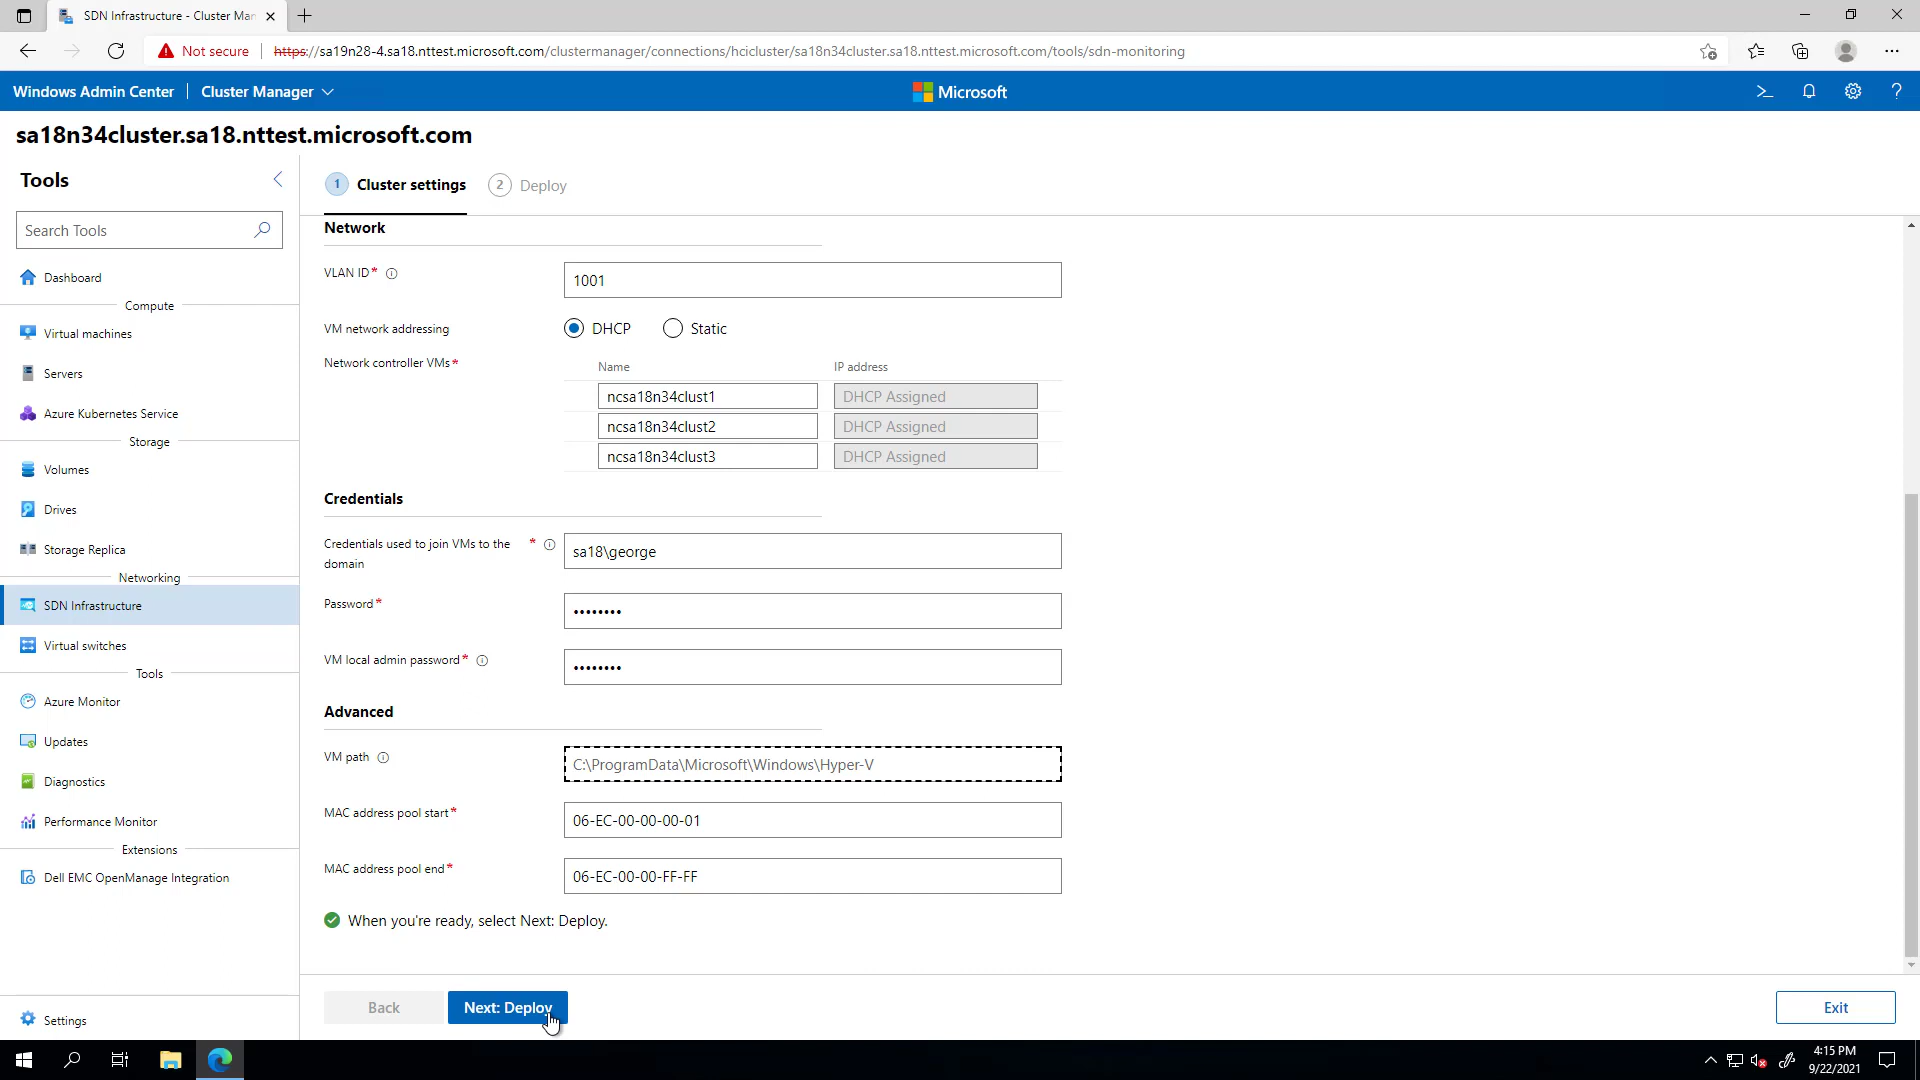 SDN Infrastructure - Cluster Man
Not secure
https://sa19n28-4.sa18.nttest.microsoft.com/clustermanager/connections/hcicluster/sa18n34cluster.sa18.nttest.microsoft.com/tools/sdn-monitoring
Windows Admin Center
Cluster Manager
Microsoft
sa18n34cluster.sa18.nttest.microsoft.com
Tools
Search Tools
Dashboard
Compute
Virtual machines
Servers
Azure Kubernetes Service
Storage
Volumes
Drives
Storage Replica
Networking
SDN Infrastructure
Virtual switches
Tools
Azure Monitor
Updates
Diagnostics
Performance Monitor
Extensions
Dell EMC OpenManage Integration
Settings
1 Cluster settings
2 Deploy
Network
VLAN ID*
1001
VM network addressing
DHCP
Static
Network controller VMs*
Name
IP address
ncsa18n34clust1
DHCP Assigned
ncsa18n34clust2
DHCP Assigned
ncsa18n34clust3
DHCP Assigned
Credentials
Credentials used to join VMs to the *
domain
sa18\george
Password*
••••••••
VM local admin password*
••••••••
Advanced
VM path
C:\ProgramData\Microsoft\Windows\Hyper-V
MAC address pool start*
06-EC-00-00-00-01
MAC address pool end*
06-EC-00-00-FF-FF
When you're ready, select Next: Deploy.
Back
Next: Deploy
Exit
4:15 PM
9/22/2021